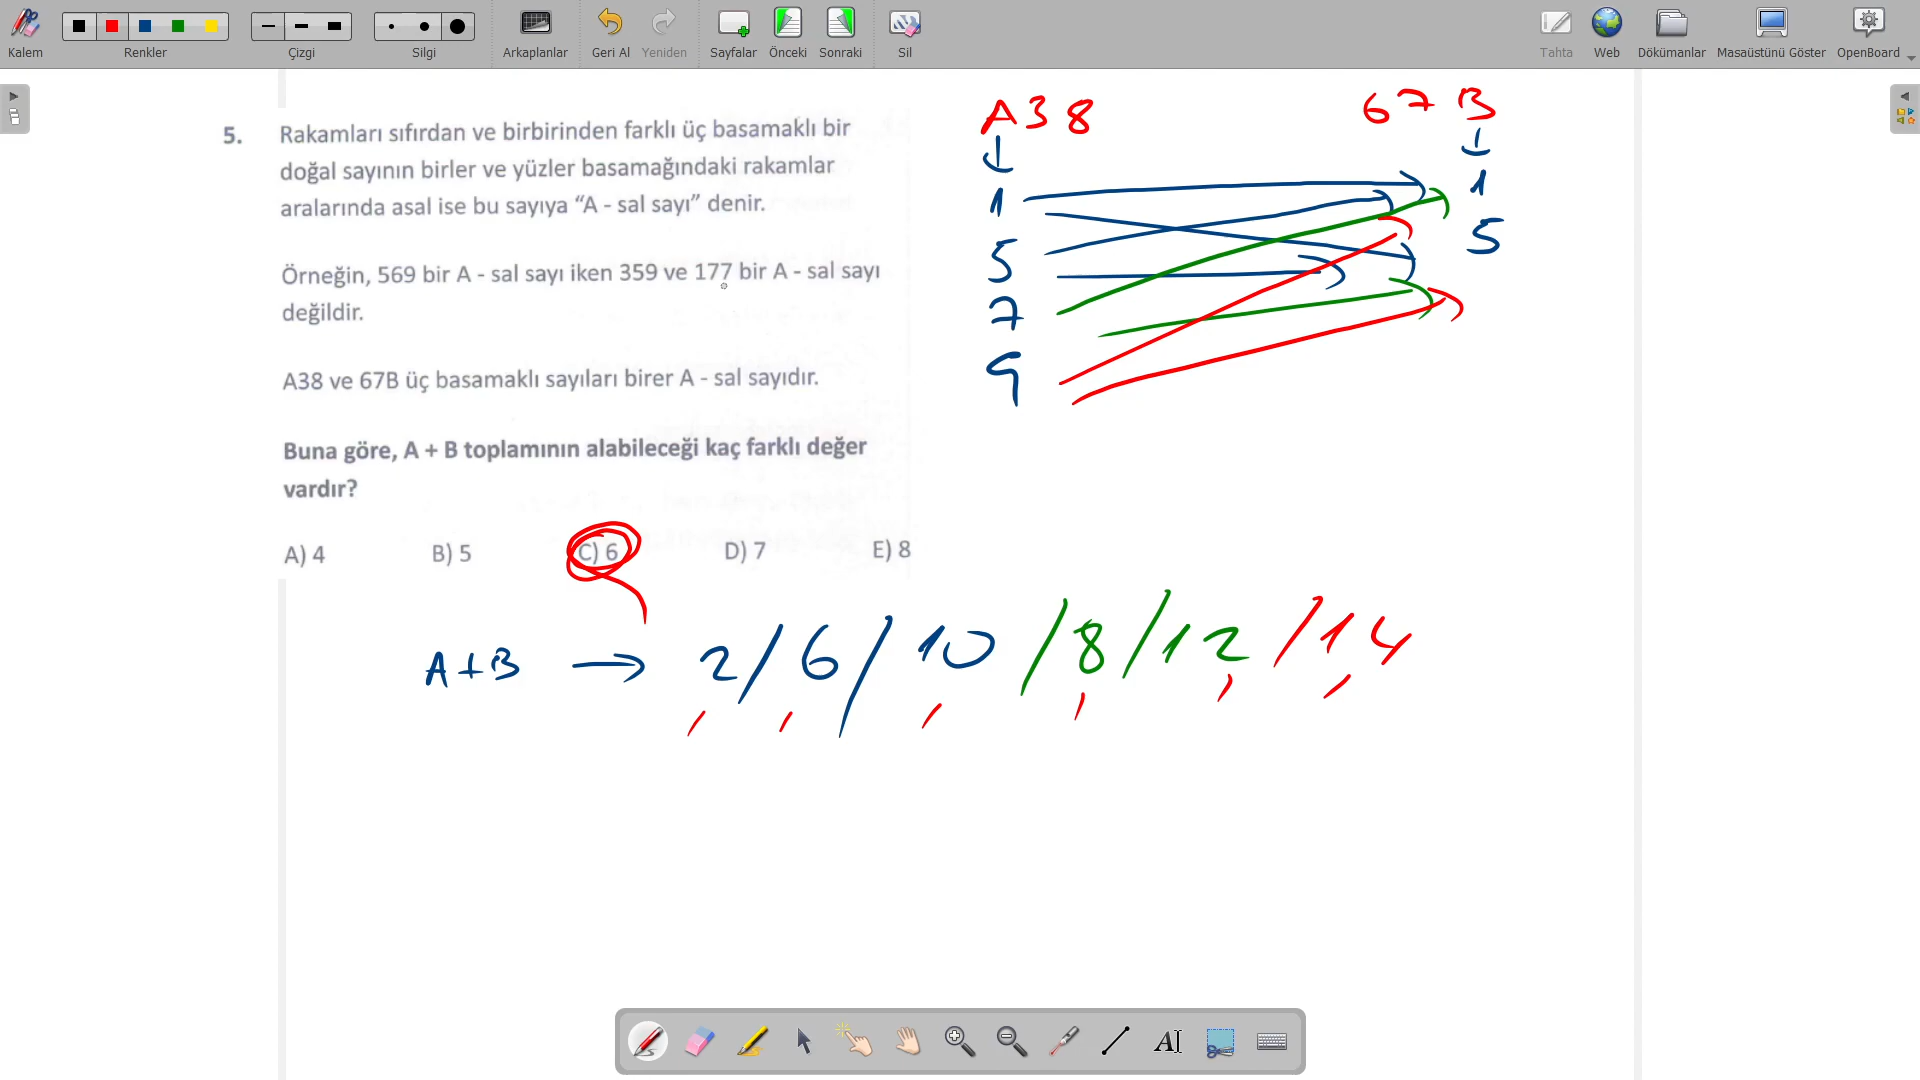 Kalem
Renkler
Çizgi
Silgi
Arkaplanlar
Geri Al
Yeniden
Sayfalar
Önceki
Sonraki
Sil
Tahta
Web
Dökümanlar
Masaüstünü Göster
OpenBoard
5. Rakamları sıfırdan ve birbirinden farklı üç basamaklı bir
doğal sayının birler ve yüzler basamağındaki rakamlar
aralarında asal ise bu sayıya “A - sal sayı” denir.
Örneğin, 569 bir A - sal sayı iken 359 ve 177 bir A - sal sayı
değildir.
A38 ve 67B üç basamaklı sayıları birer A - sal sayıdır.
Buna göre, A + B toplamının alabileceği kaç farklı değer
vardır?
A) 4 B) 5 C) 6 D) 7 E) 8
A38 67B
1 1
5 5
7
9
A+B → 2/6/10/8/12/14